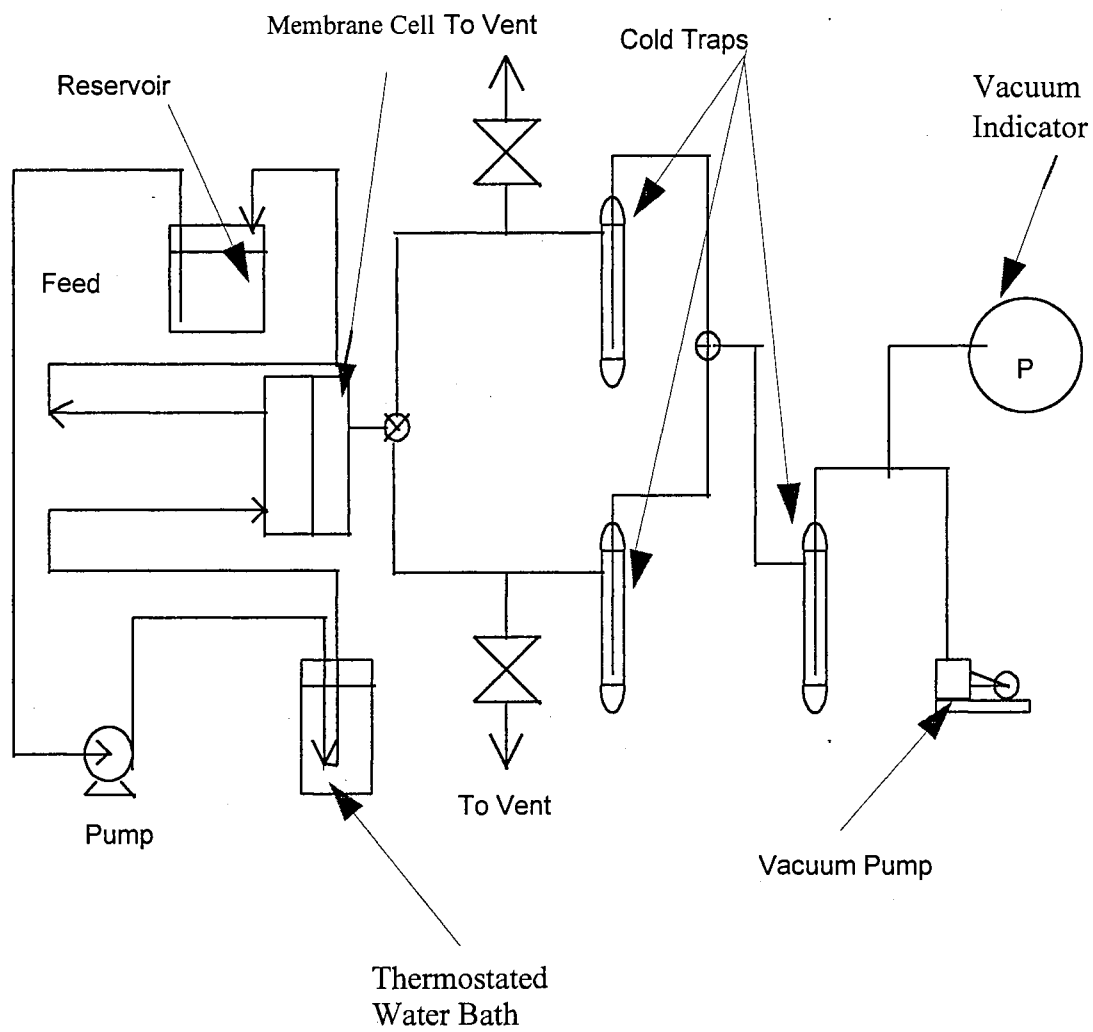 Membrane Cell To Vent
Cold Traps
Reservoir
Vacuum
Indicator
Feed
P
To Vent
Pump
Vacuum Pump
Thermostated
Water Bath